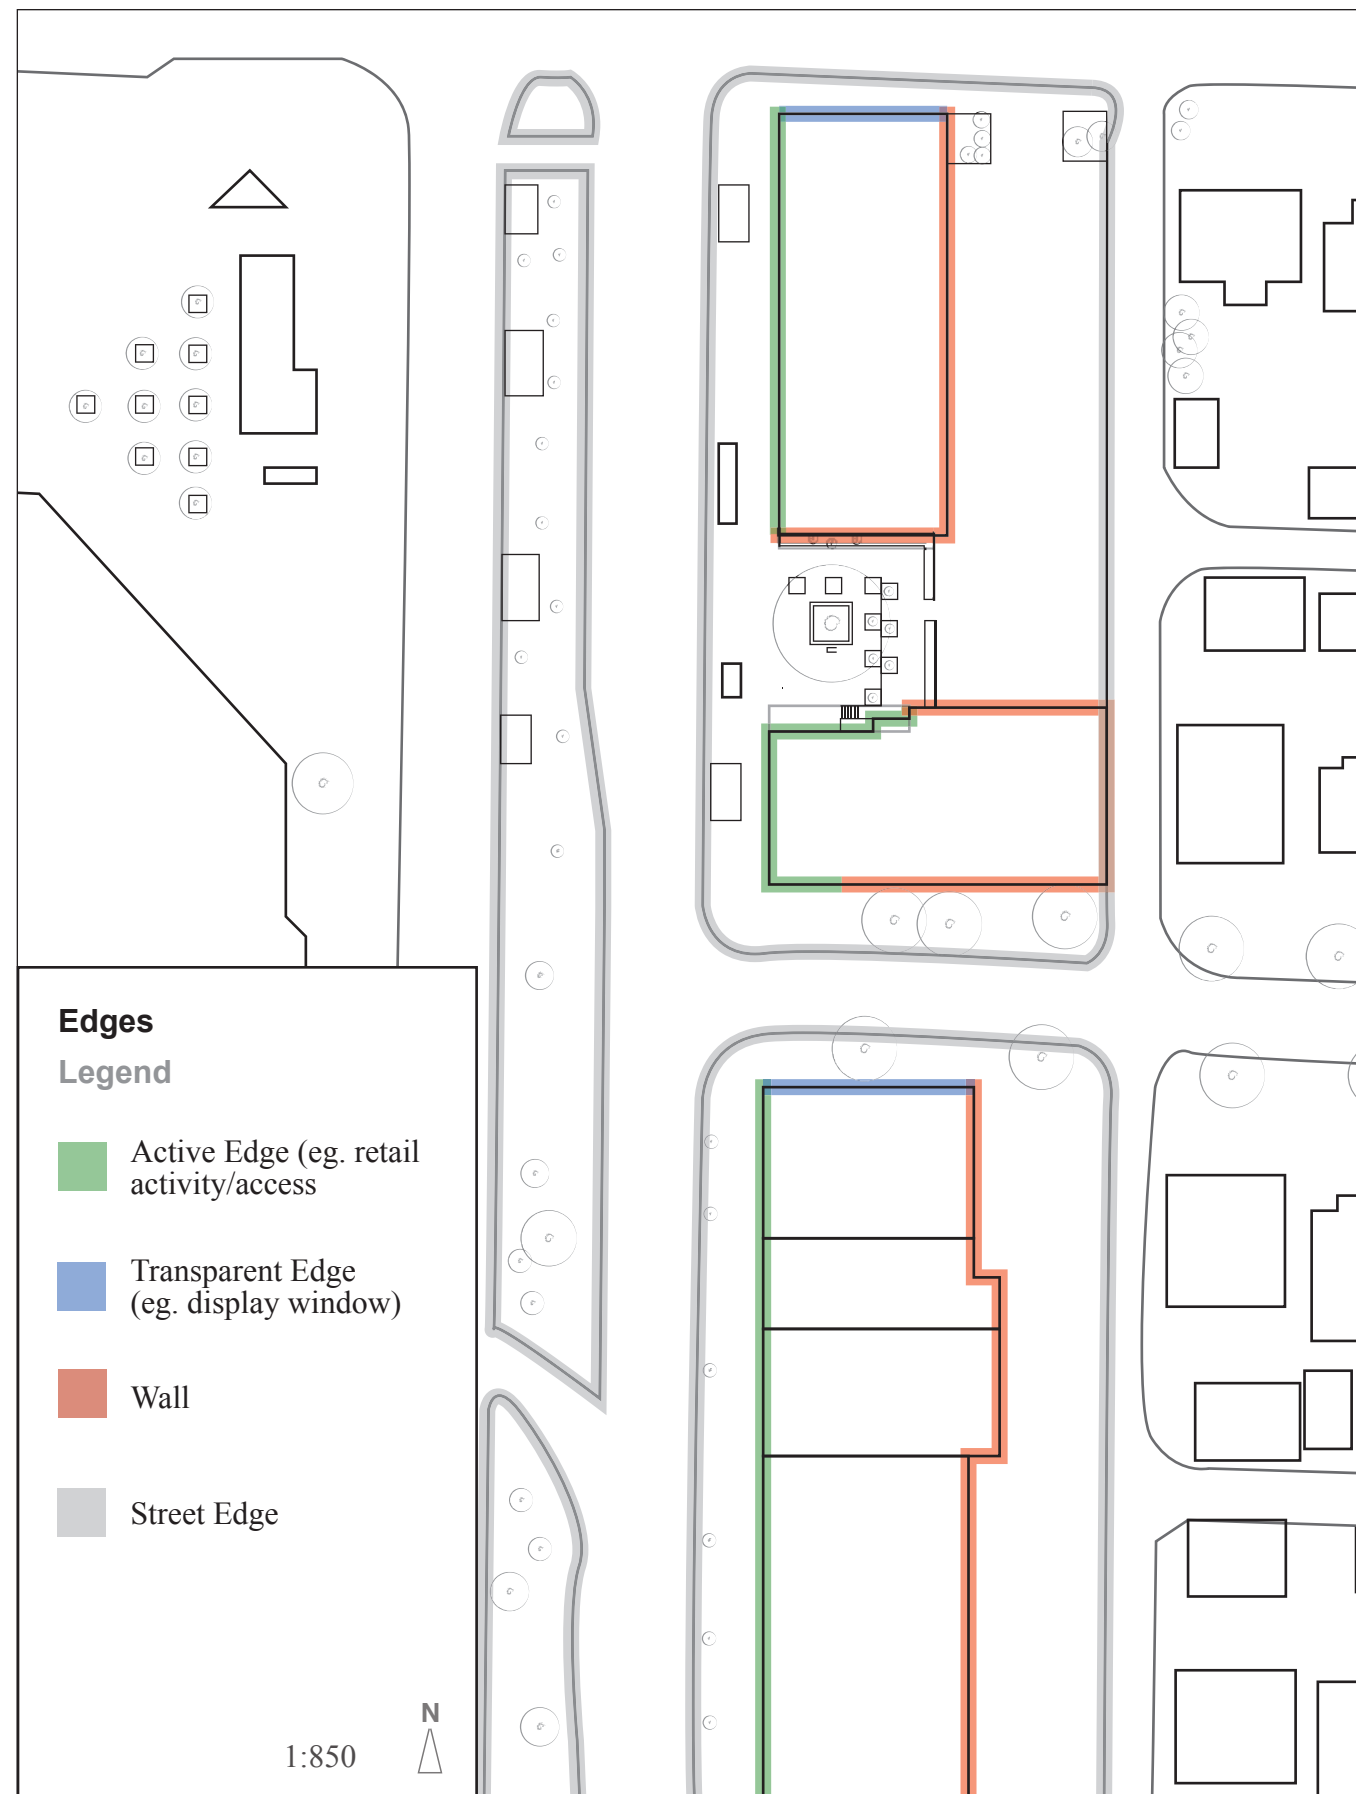 Edges
Legend
Active Edge (eg. retail
activity/access
Transparent Edge
(eg. display window)
Wall
Street Edge
N
1:850